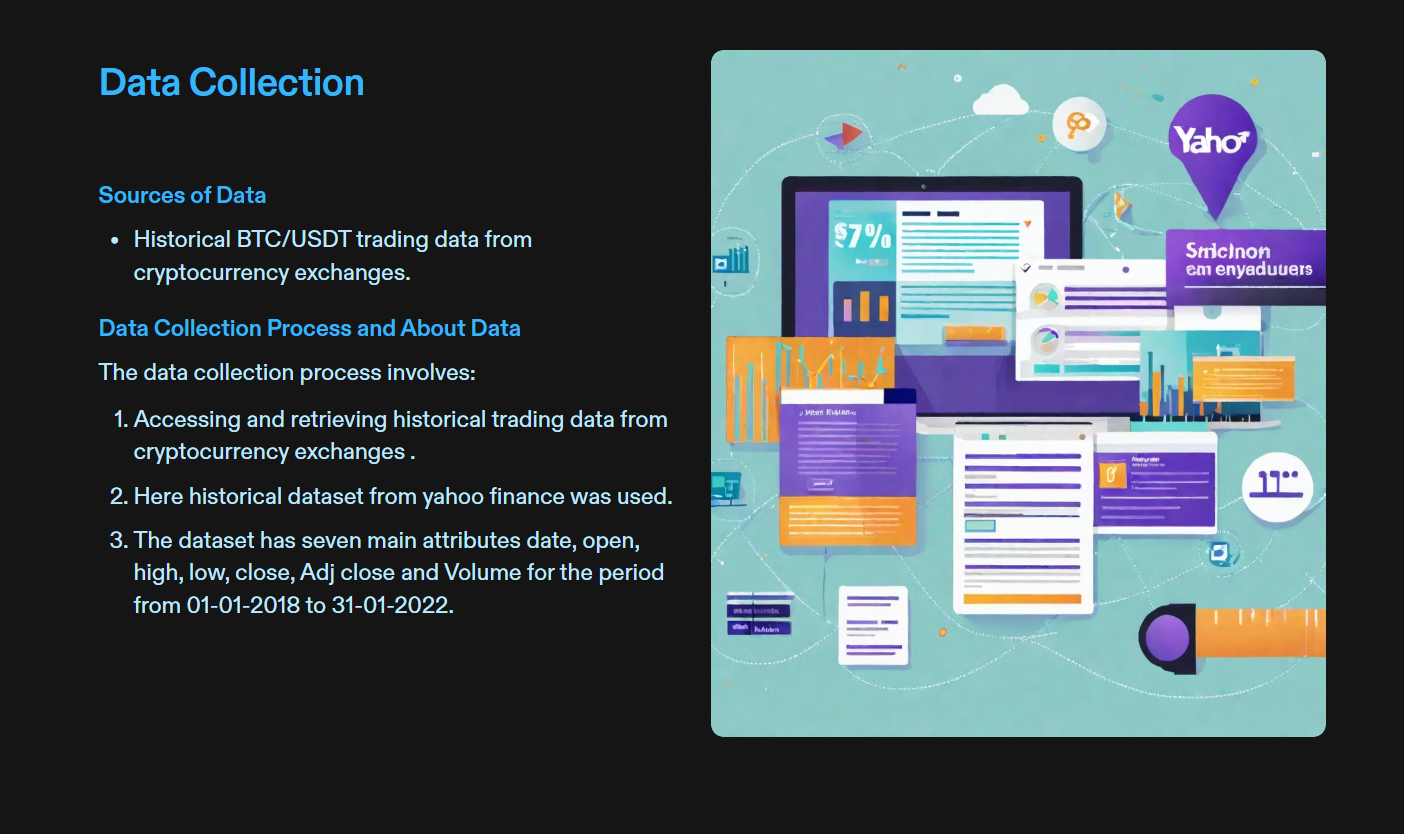 Data Collection
Sources of Data
• Historical BTC/USDT trading data from
cryptocurrency exchanges.
Data Collection Process and About Data
The data collection process involves:
1. Accessing and retrieving historical trading data from
cryptocurrency exchanges .
2. Here historical dataset from yahoo finance was used.
3. The dataset has seven main attributes date, open,
high, low, close, Adj close and Volume for the period
from 01-01-2018 to 31-01-2022.
Yaho
$7%